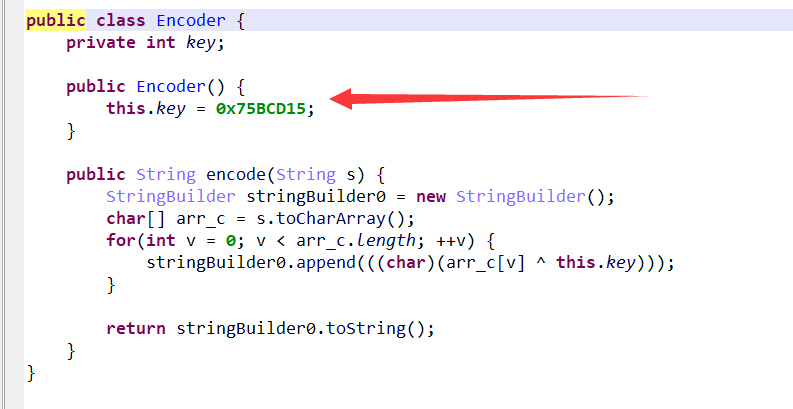 public class Encoder {
    private int key;
    public Encoder() {
        this.key = 0x75BCD15;
    }
    public String encode(String s) {
        StringBuilder stringBuilder0 = new StringBuilder();
        char[] arr_c = s.toCharArray();
        for(int v = 0; v < arr_c.length; ++v) {
            stringBuilder0.append(((char)(arr_c[v] ^ this.key)));
        }
        return stringBuilder0.toString();
    }
}